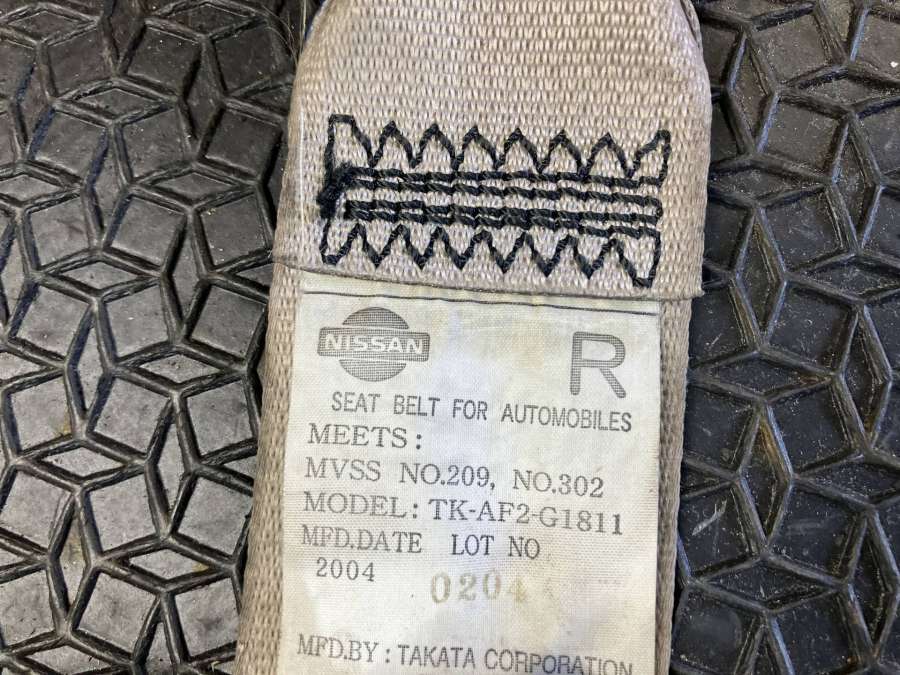 NISSAN R
SEAT BELT FOR AUTOMOBILES
MEETS:
MVSS NO.209, NO.302
MODEL: TK-AF2-G1811
MFD.DATE LOT NO
2004 0204
MFD.BY: TAKATA CORPORATION